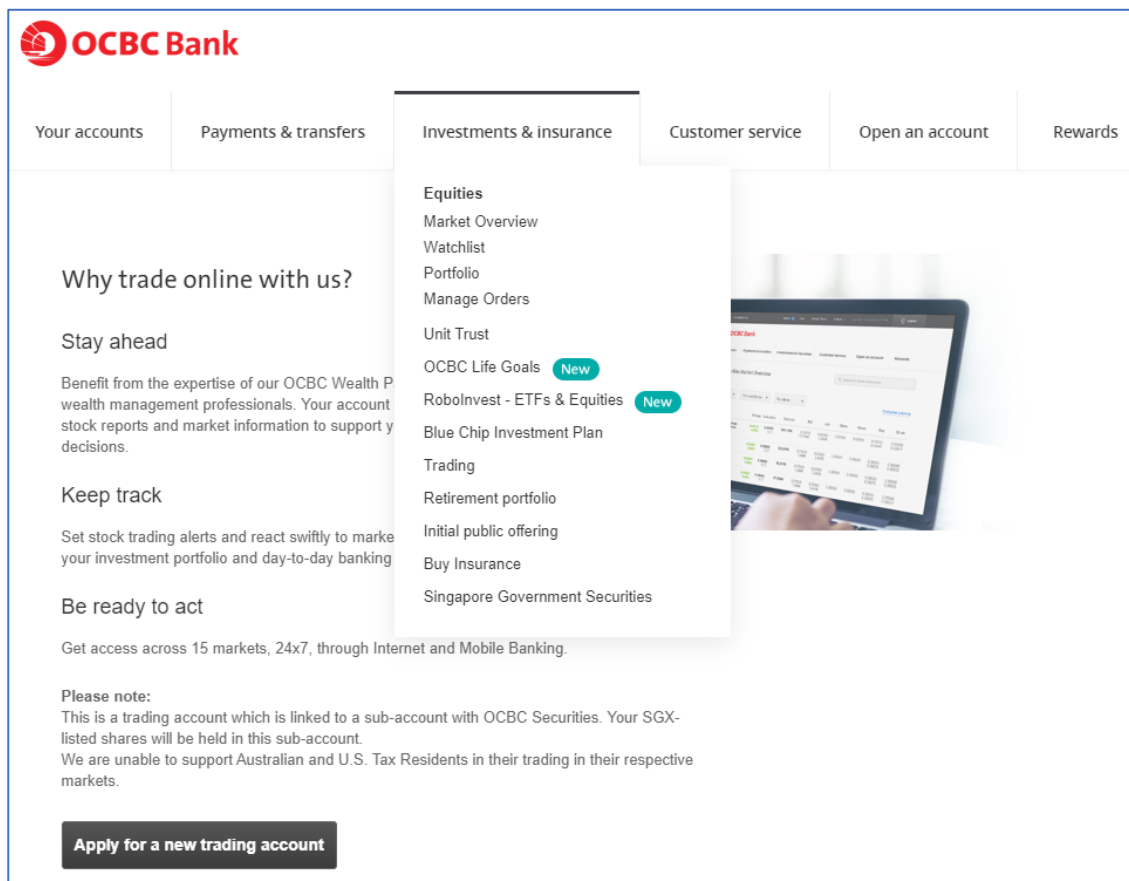 OCBC Bank
Your accounts
Payments & transfers
Investments & insurance
Customer service
Open an account
Rewards
Equities
Market Overview
Watchlist
Portfolio
Manage Orders
Unit Trust
OCBC Life Goals New
RoboInvest - ETFs & Equities New
Blue Chip Investment Plan
Trading
Retirement portfolio
Initial public offering
Buy Insurance
Singapore Government Securities
Why trade online with us?
Stay ahead
Benefit from the expertise of our OCBC Wealth P
wealth management professionals. Your account
stock reports and market information to support y
decisions.
Keep track
Set stock trading alerts and react swiftly to marke
your investment portfolio and day-to-day banking
Be ready to act
Get access across 15 markets, 24x7, through Internet and Mobile Banking.
Please note:
This is a trading account which is linked to a sub-account with OCBC Securities. Your SGX-
listed shares will be held in this sub-account.
We are unable to support Australian and U.S. Tax Residents in their trading in their respective
markets.
Apply for a new trading account